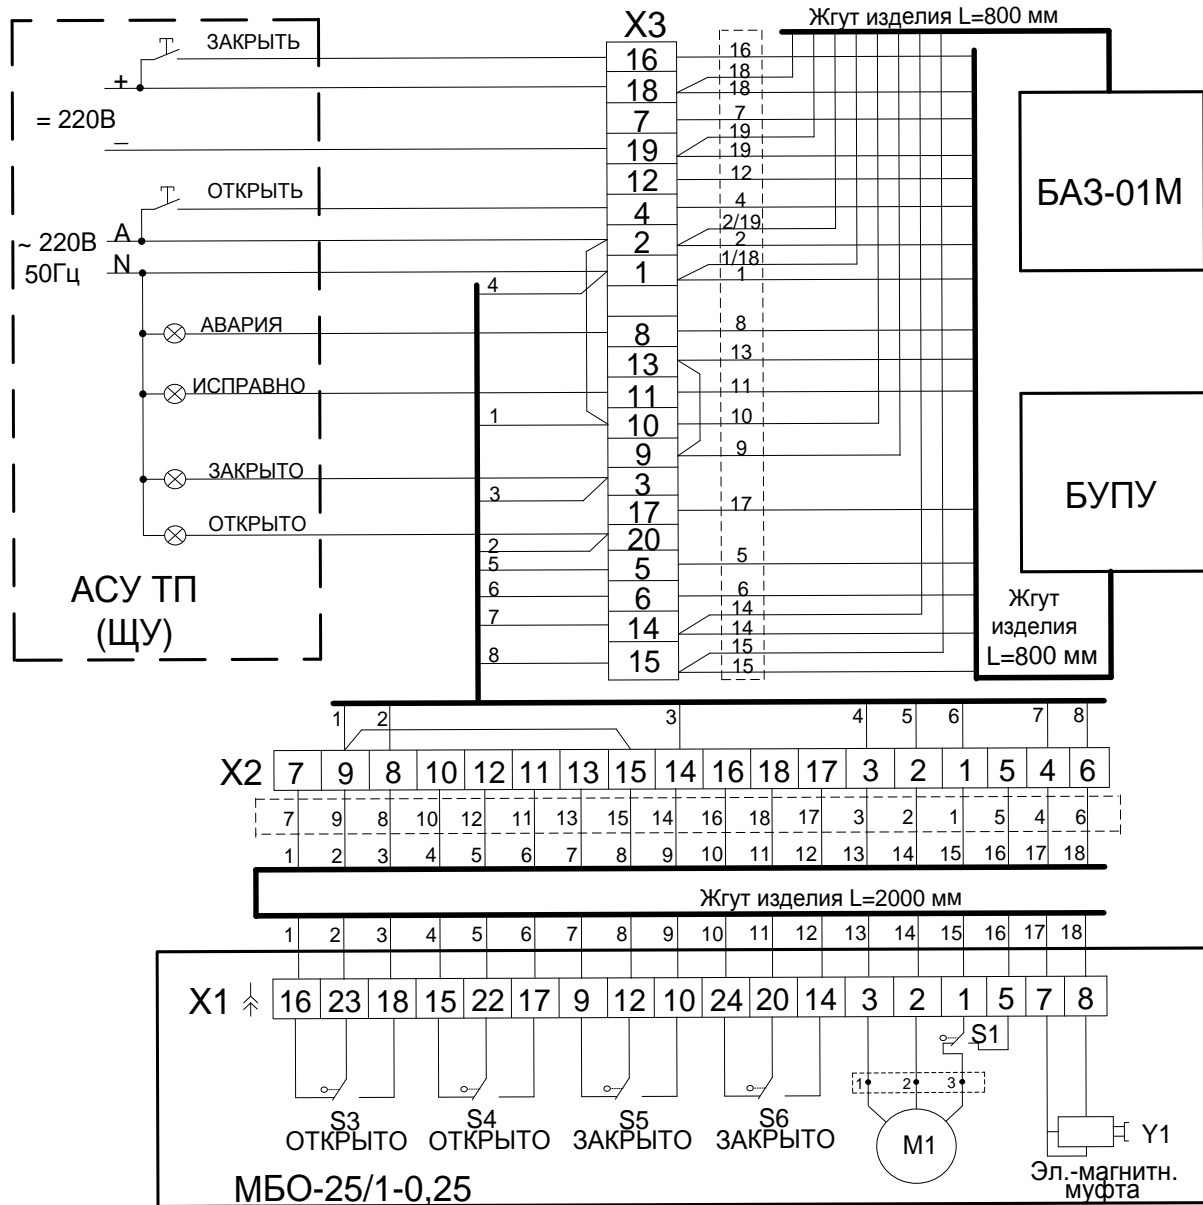 Жгут изделия L=800 мм
X3
ЗАКРЫТЬ
+
= 220В
–
ОТКРЫТЬ
~ 220В
A
50Гц
N
АВАРИЯ
ИСПРАВНО
ЗАКРЫТО
ОТКРЫТО
АСУ ТП
(ЩУ)
4
1
3
2
5
6
7
8
16
18
7
19
12
4
2
1
8
13
11
10
9
3
17
20
5
6
14
15
16
18
18
7
19
19
12
4
2/19
2
1/18
1
8
13
11
10
9
17
5
6
14
14
15
15
БАЗ-01М
БУПУ
Жгут
изделия
L=800 мм
1 2 3 4 5 6 7 8
X2 7 9 8 10 12 11 13 15 14 16 18 17 3 2 1 5 4 6
7 9 8 10 12 11 13 15 14 16 18 17 3 2 1 5 4 6
1 2 3 4 5 6 7 8 9 10 11 12 13 14 15 16 17 18
Жгут изделия L=2000 мм
1 2 3 4 5 6 7 8 9 10 11 12 13 14 15 16 17 18
X1 16 23 18 15 22 17 9 12 10 24 20 14 3 2 1 5 7 8
S1
1 2 3
S3
ОТКРЫТО
S4
ОТКРЫТО
S5
ЗАКРЫТО
S6
ЗАКРЫТО
M1
Y1
Эл.-магнитн.
муфта
МБО-25/1-0,25